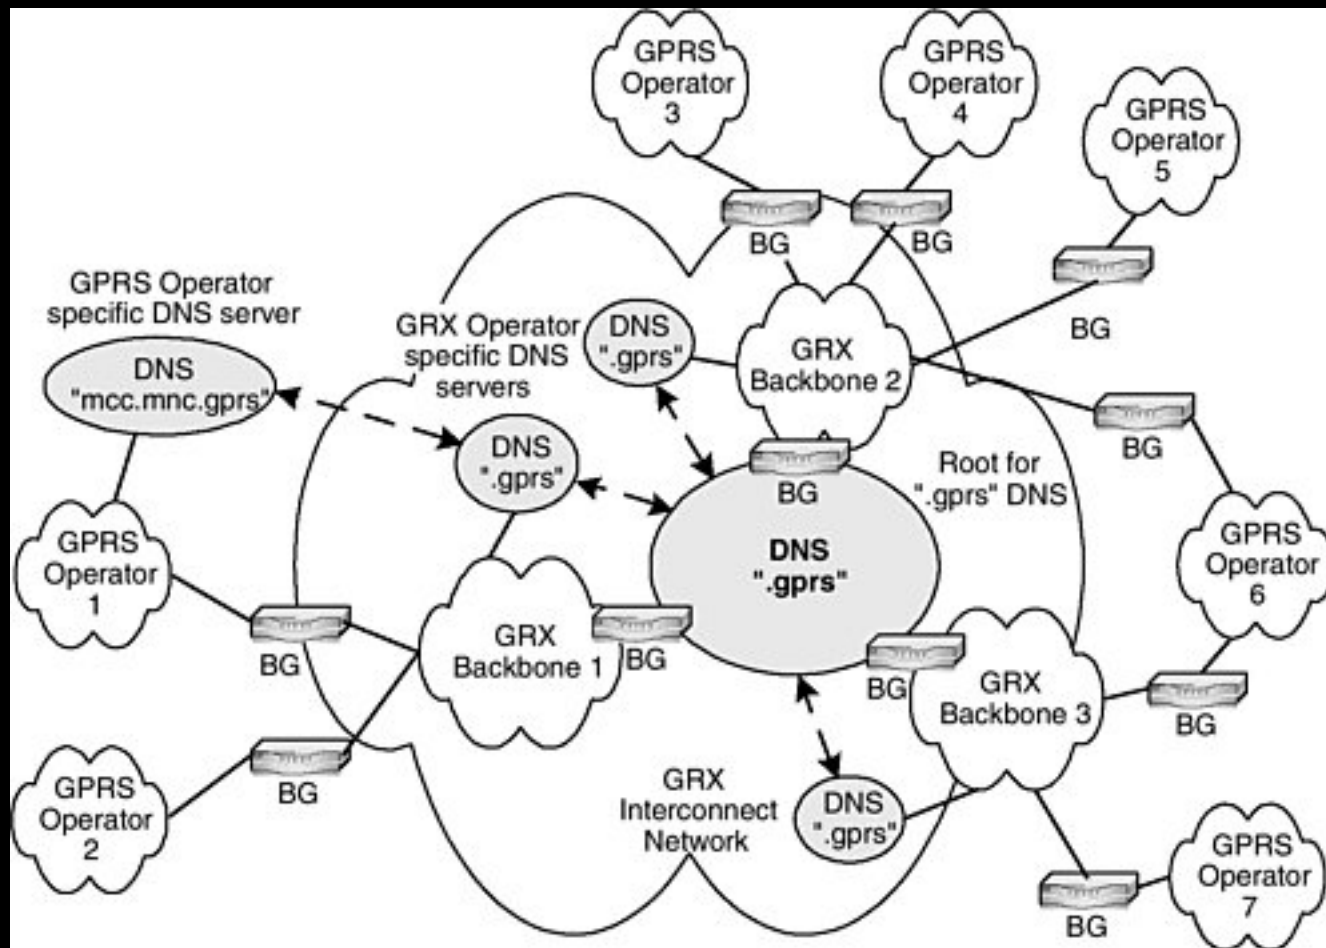 GPRS
Operator
3
GPRS
Operator
4
GPRS
Operator
5
BG
BG
BG
GPRS Operator
specific DNS server
DNS
"mcc.mnc.gprs"
GRX Operator
specific DNS
servers
DNS
".gprs"
GRX
Backbone 2
BG
DNS
".gprs"
BG
Root for
".gprs" DNS
DNS
".gprs"
GPRS
Operator
1
GPRS
Operator
6
BG
GRX
Backbone 1
BG
BG
GRX
Backbone 3
BG
GPRS
Operator
2
BG
GRX
Interconnect
Network
DNS
".gprs"
BG
GPRS
Operator
7